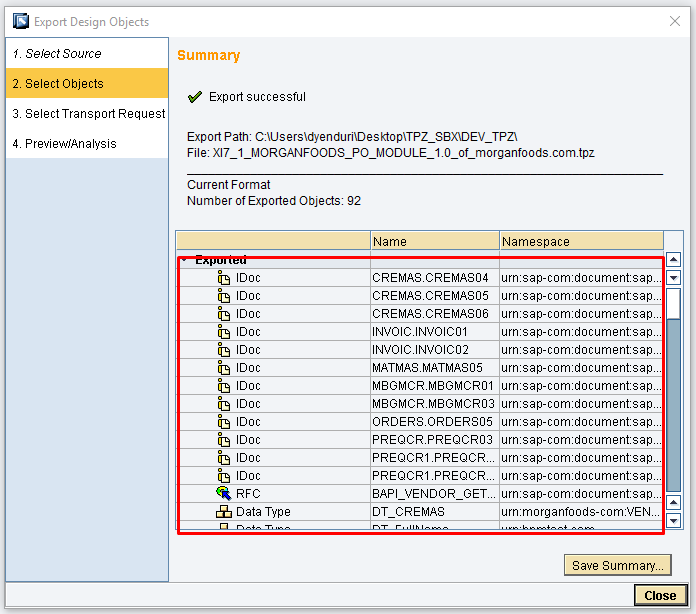 Export Design Objects
1. Select Source
2. Select Objects
3. Select Transport Request
4. Preview/Analysis
Summary
Export successful
Export Path: C:\Users\dyenduri\Desktop\TPZ_SBX\DEV_TPZ\
File: XI7_1_MORGANFOODS_PO_MODULE_1.0_of_morganfoods.com.tpz
Current Format
Number of Exported Objects: 92
Name Namespace
Exported
IDoc CREMAS.CREMAS04 urn:sap-com:document:sap...
IDoc CREMAS.CREMAS05 urn:sap-com:document:sap...
IDoc CREMAS.CREMAS06 urn:sap-com:document:sap...
IDoc INVOIC.INVOIC01 urn:sap-com:document:sap...
IDoc INVOIC.INVOIC02 urn:sap-com:document:sap...
IDoc MATMAS.MATMAS05 urn:sap-com:document:sap...
IDoc MBGMCR.MBGMCR01 urn:sap-com:document:sap...
IDoc MBGMCR.MBGMCR03 urn:sap-com:document:sap...
IDoc ORDERS.ORDERS05 urn:sap-com:document:sap...
IDoc PREQCR.PREQCR03 urn:sap-com:document:sap...
IDoc PREQCR1.PREQCR... urn:sap-com:document:sap...
IDoc PREQCR1.PREQCR... urn:sap-com:document:sap...
RFC BAPI_VENDOR_GET... urn:sap-com:document:sap...
Data Type DT_CREMAS urn:morganfoods-com:VEN...
Data Type DT_FullName
Save Summary...
Close